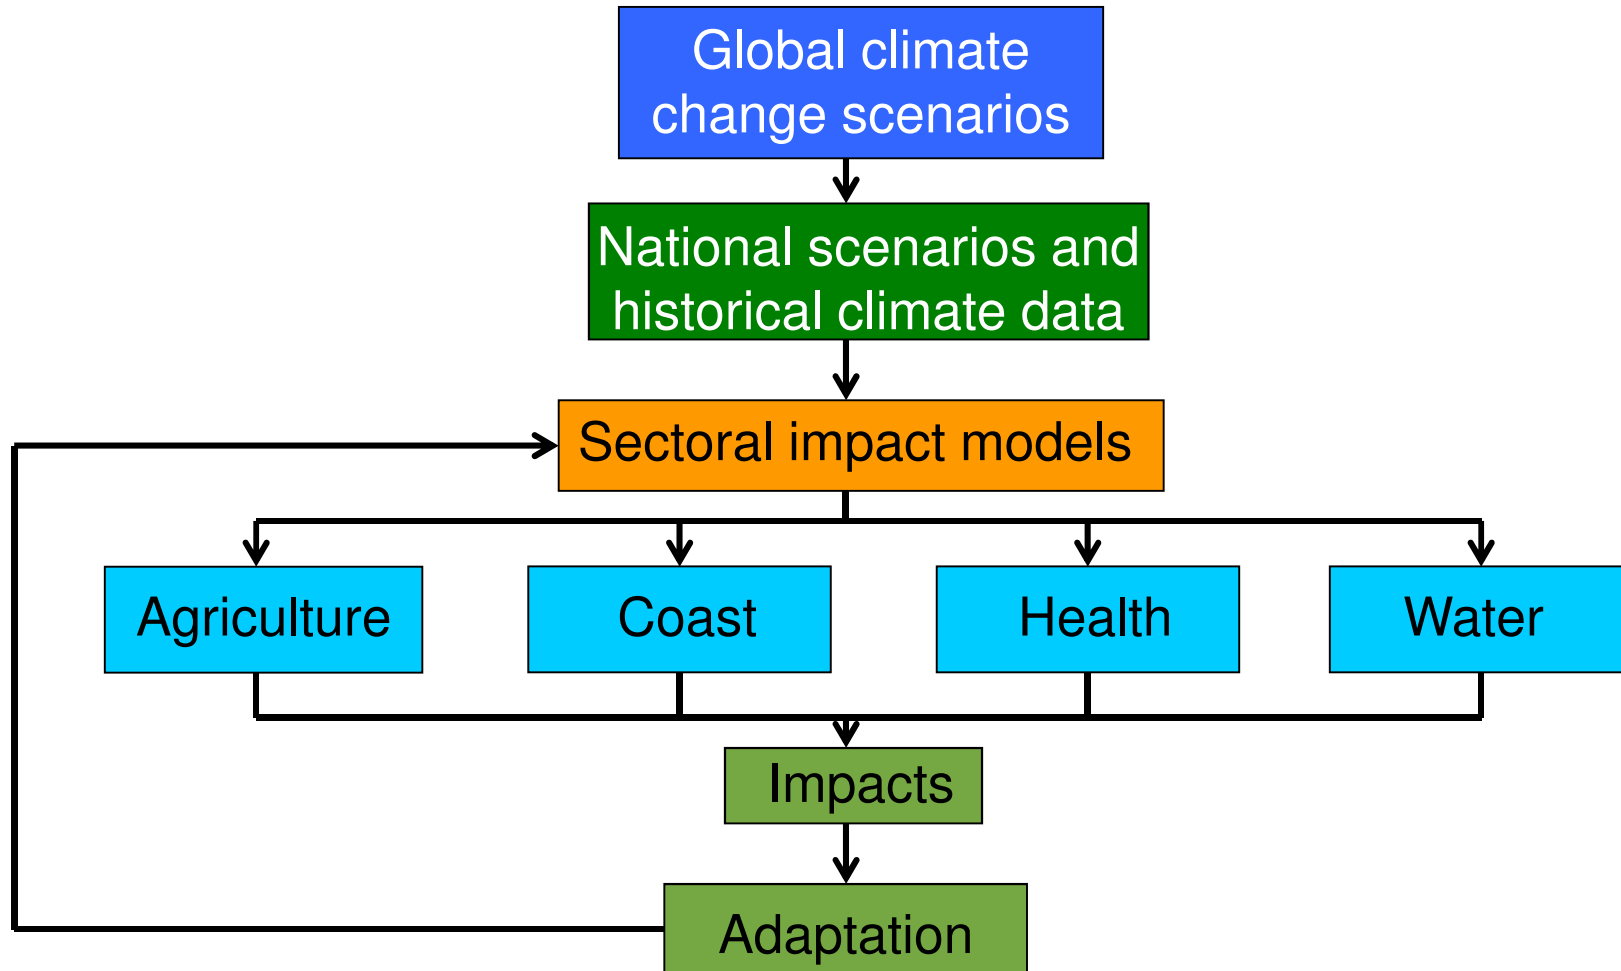 Global climate
change scenarios
National scenarios and
historical climate data
Sectoral impact models
Agriculture
Coast
Health
Water
Impacts
Adaptation